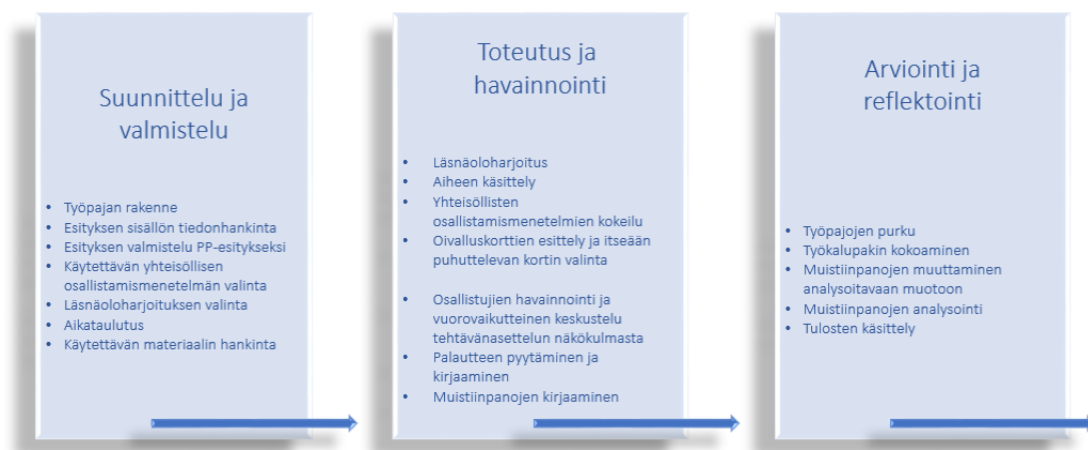 Suunnittelu ja
valmistelu
• Työpajan rakenne
• Esityksen sisällön tiedonhankinta
• Esityksen valmistelu PP-esitykseksi
• Käytettävän yhteisöllisen
osallistamismenetelmän valinta
• Läsnäoloharjoituksen valinta
• Aikataulutus
• Käytettävän materiaalin hankinta
Toteutus ja
havainnointi
• Läsnäoloharjoitus
• Aiheen käsittely
• Yhteisöllisten
osallistamismenetelmien kokeilu
• Oivalluskorttien esittely ja itseään
puhuttelevan kortin valinta
• Osallistujien havainnointi ja
vuorovaikutteinen keskustelu
tehtävänasettelun näkökulmasta
• Palautteen pyytäminen ja
kirjaaminen
• Muistiinpanojen kirjaaminen
Arviointi ja
reflektointi
• Työpajojen purku
• Työkalupakin kokoaminen
• Muistiinpanojen muuttaminen
analysoitavaan muotoon
• Muistiinpanojen analysointi
• Tulosten käsittely